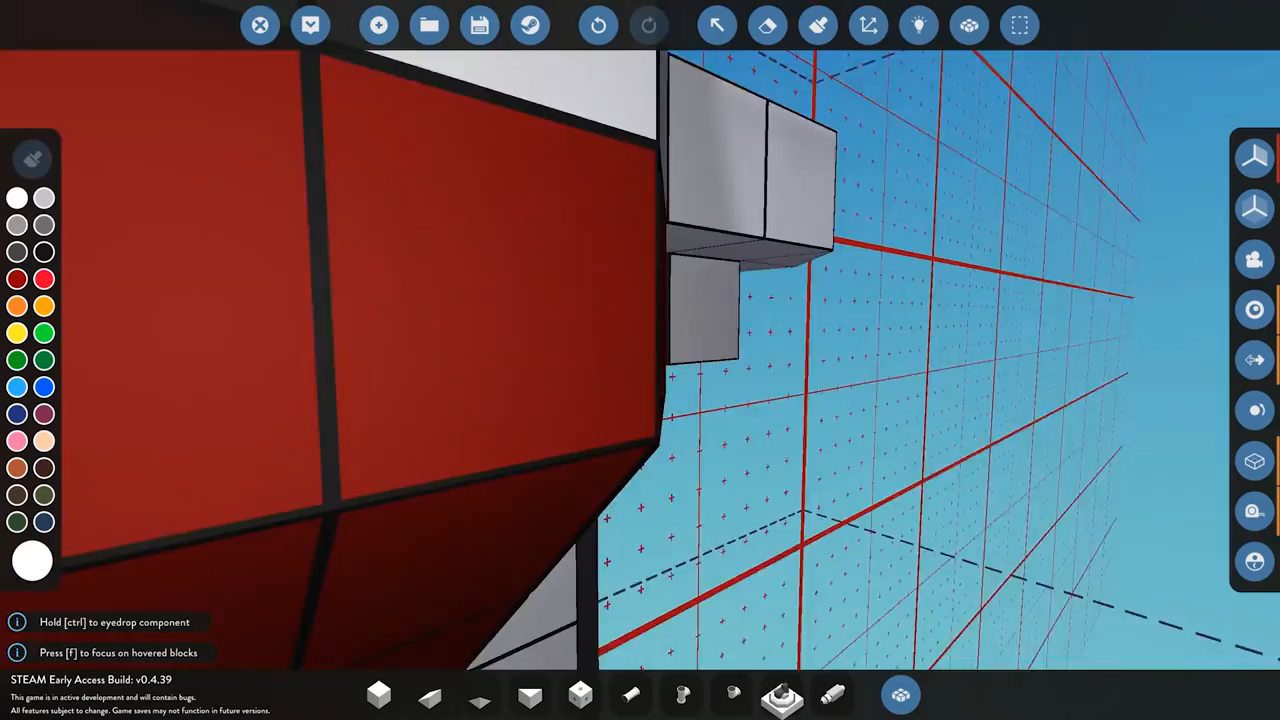 Hold [ctrl] to eyedrop component
Press [f] to focus on hovered blocks
STEAM Early Access Build: v0.4.39
This game is in active development and will contain bugs.
All features subject to change. Game saves may not function in future versions.